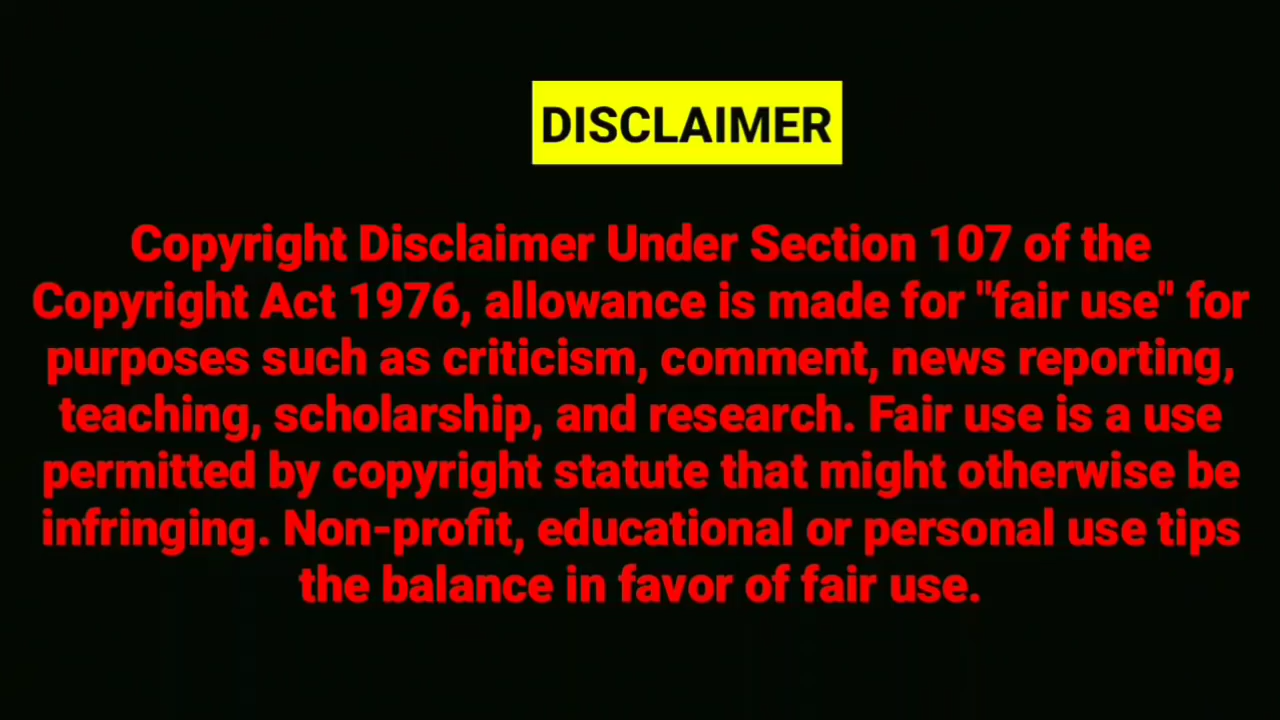 DISCLAIMER
Copyright Disclaimer Under Section 107 of the
Copyright Act 1976, allowance is made for "fair use" for
purposes such as criticism, comment, news reporting,
teaching, scholarship, and research. Fair use is a use
permitted by copyright statute that might otherwise be
infringing. Non-profit, educational or personal use tips
the balance in favor of fair use.